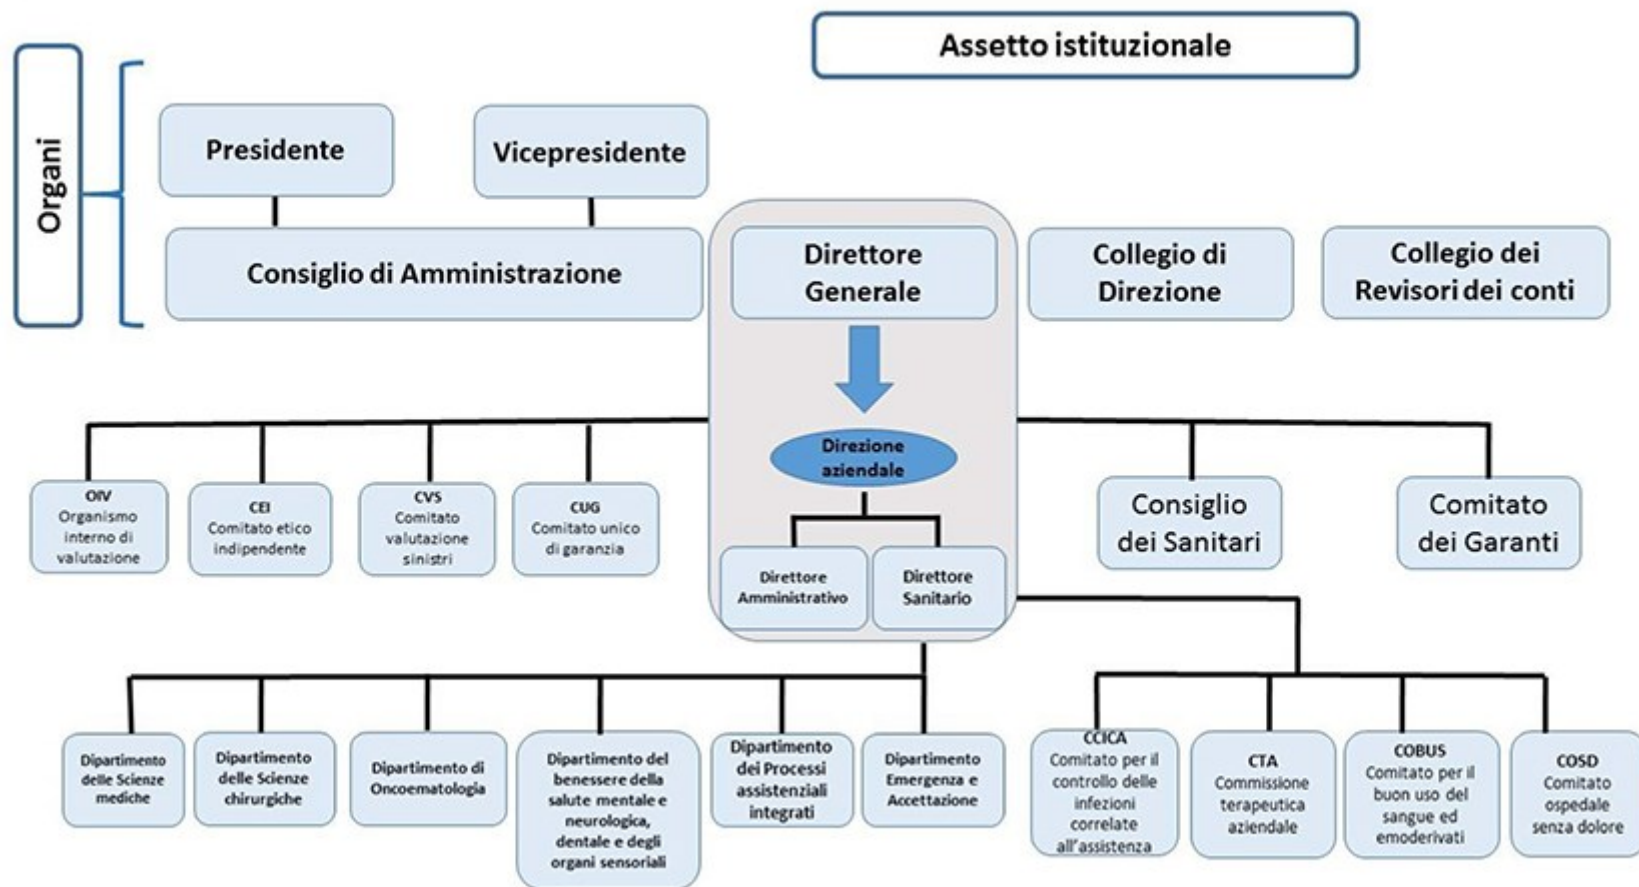 Assetto istituzionale
Organi
Presidente
Vicepresidente
Consiglio di Amministrazione
Direttore
Generale
Collegio di
Direzione
Collegio dei
Revisori dei conti
Direzione
aziendale
OIV
Organismo
interno di
valutazione
CEI
Comitato etico
indipendente
CVS
Comitato
valutazione
sinistri
CUG
Comitato unico
di garanzia
Consiglio
dei Sanitari
Comitato
dei Garanti
Direttore
Amministrativo
Direttore
Sanitario
Dipartimento
delle Scienze
mediche
Dipartimento
delle Scienze
chirurgiche
Dipartimento di
Oncoematologia
Dipartimento del
benessere della
salute mentale e
neurologica,
dentale e degli
organi sensoriali
Dipartimento
dei Processi
assistenziali
integrati
Dipartimento
Emergenza e
Accettazione
CCICA
Comitato per il
controllo delle
infezioni
correlate
all'assistenza
CTA
Commissione
terapeutica
aziendale
COBUS
Comitato per il
buon uso del
sangue ed
emoderivati
COSD
Comitato
ospedale
senza dolore